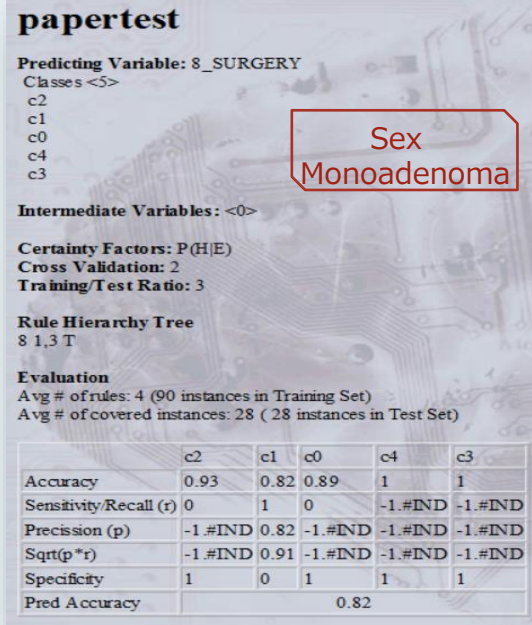 papertest
Predicting Variable: 8_SURGERY
Classes <5>
c2
c1
c0
c4
c3
Sex
Monoadenoma
Intermediate Variables: <0>
Certainty Factors: P(H|E)
Cross Validation: 2
Training/Test Ratio: 3
Rule Hierarchy Tree
8 1,3 T
Evaluation
Avg # of rules: 4 (90 instances in Training Set)
Avg # of covered instances: 28 ( 28 instances in Test Set)
c2 c1 c0 c4 c3
Accuracy 0.93 0.82 0.89 1 1
Sensitivity/Recall (r) 0 1 0 -1.#IND -1.#IND
Precission (p) -1.#IND 0.82 -1.#IND -1.#IND -1.#IND
Sqrt(p*r) -1.#IND 0.91 -1.#IND -1.#IND -1.#IND
Specificity 1 0 1 1 1
Pred Accuracy 0.82